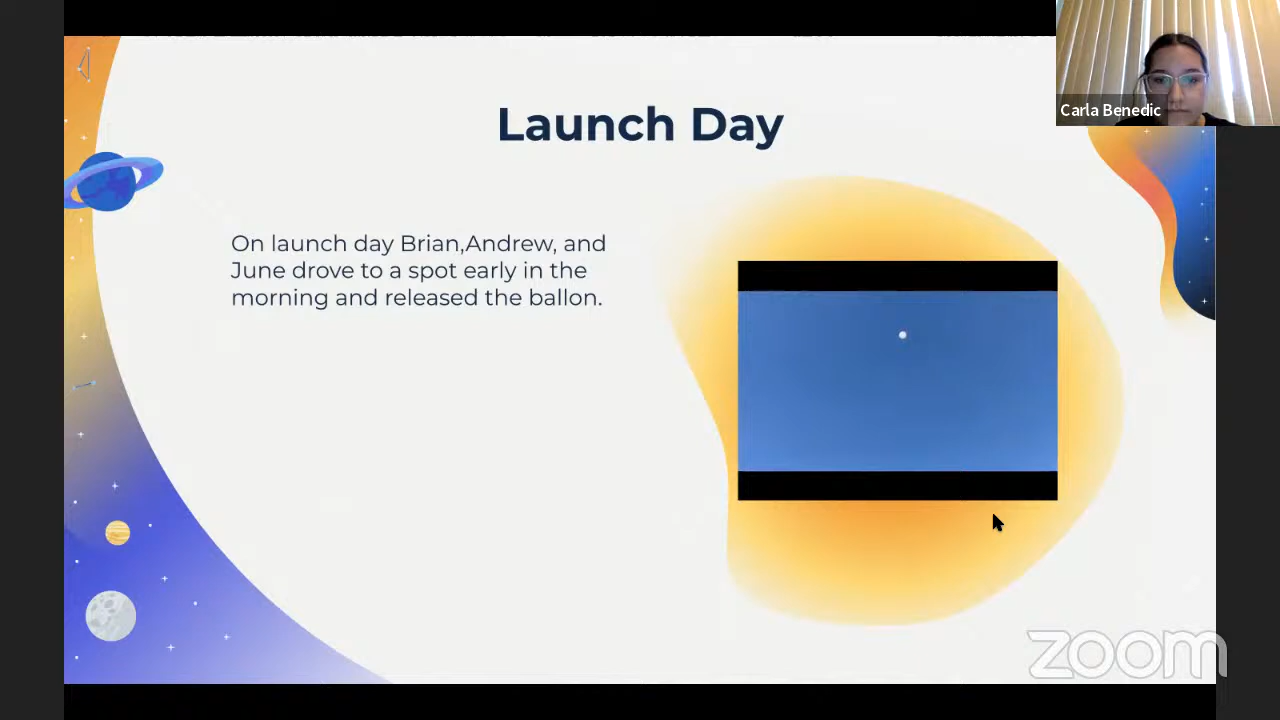 Carla Benedic
Launch Day
On launch day Brian,Andrew, and
June drove to a spot early in the
morning and released the ballon.
zoom